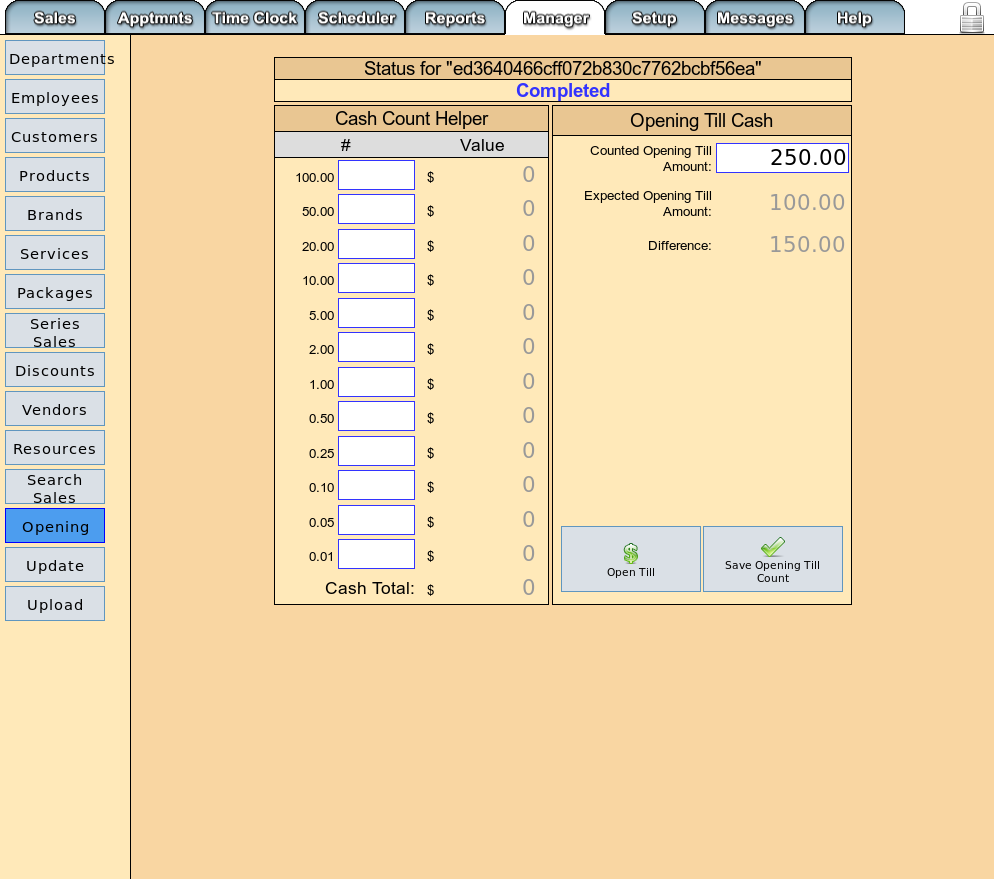 Sales Apptmnts Time Clock Scheduler Reports Manager Setup Messages Help
Departments
Employees
Customers
Products
Brands
Services
Packages
Series
Sales
Discounts
Vendors
Resources
Search
Sales
Opening
Update
Upload
Status for "ed3640466cff072b830c7762bcbf56ea"
Completed
Cash Count Helper
# Value
100.00 $ 0
50.00 $ 0
20.00 $ 0
10.00 $ 0
5.00 $ 0
2.00 $ 0
1.00 $ 0
0.50 $ 0
0.25 $ 0
0.10 $ 0
0.05 $ 0
0.01 $ 0
Cash Total: $ 0
Opening Till Cash
Counted Opening Till
Amount: 250.00
Expected Opening Till
Amount: 100.00
Difference: 150.00
Open Till
Save Opening Till
Count